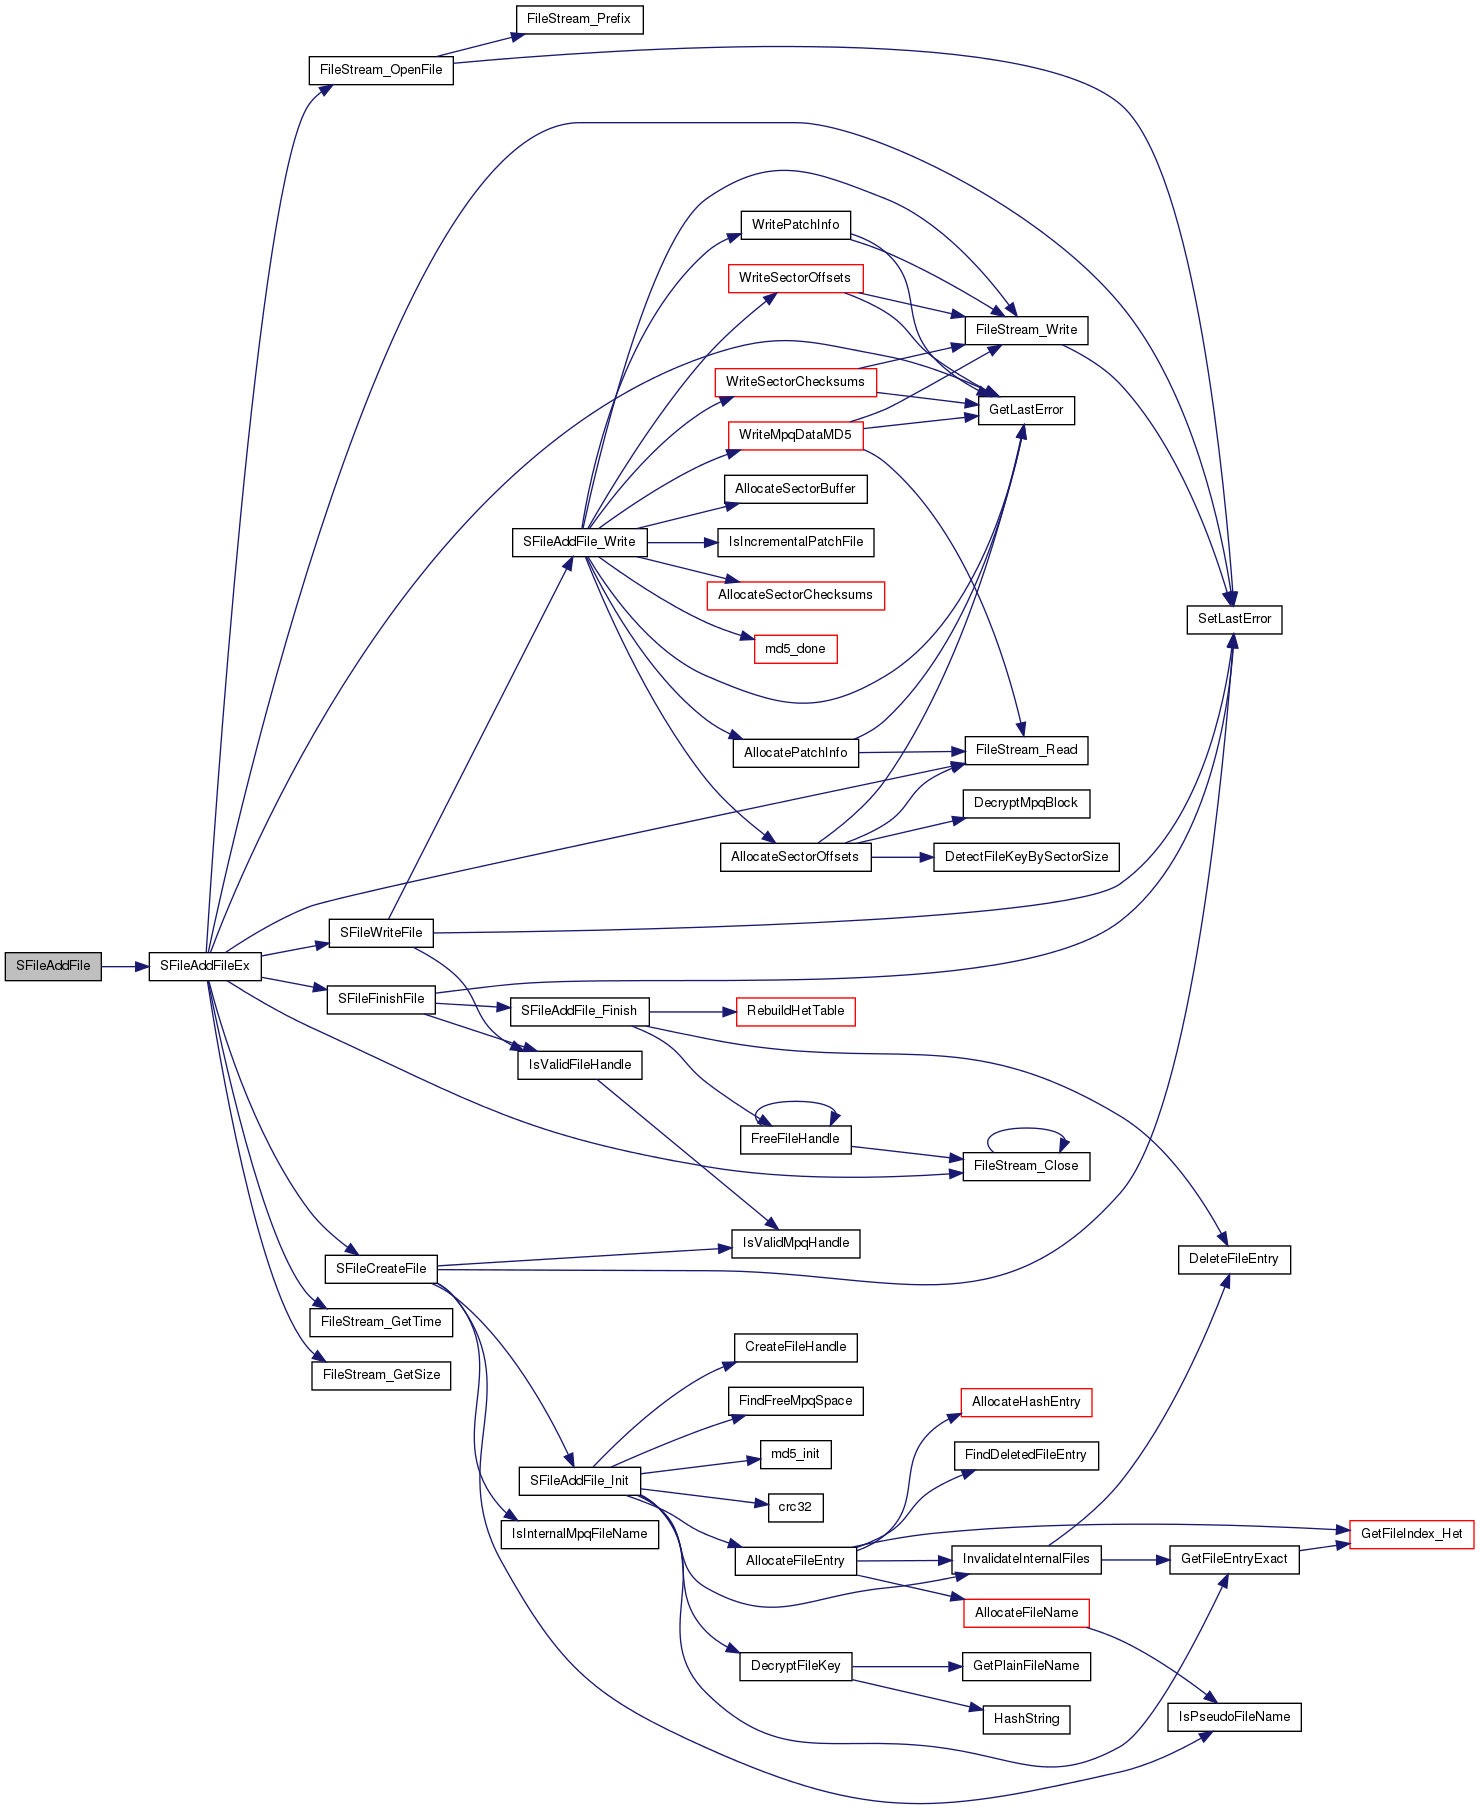 FileStream_Prefix
FileStream_OpenFile
WritePatchInfo
WriteSectorOffsets
FileStream_Write
WriteSectorChecksums
GetLastError
WriteMpqDataMD5
AllocateSectorBuffer
SFileAddFile_Write
IsIncrementalPatchFile
AllocateSectorChecksums
SetLastError
md5_done
AllocatePatchInfo
FileStream_Read
DecryptMpqBlock
AllocateSectorOffsets
DetectFileKeyBySectorSize
SFileWriteFile
SFileAddFile
SFileAddFileEx
SFileFinishFile
SFileAddFile_Finish
RebuildHetTable
IsValidFileHandle
FreeFileHandle
FileStream_Close
IsValidMpqHandle
DeleteFileEntry
SFileCreateFile
FileStream_GetTime
CreateFileHandle
FileStream_GetSize
FindFreeMpqSpace
AllocateHashEntry
md5_init
FindDeletedFileEntry
SFileAddFile_Init
crc32
IsInternalMpqFileName
GetFileIndex_Het
AllocateFileEntry
InvalidateInternalFiles
GetFileEntryExact
AllocateFileName
DecryptFileKey
GetPlainFileName
HashString
IsPseudoFileName